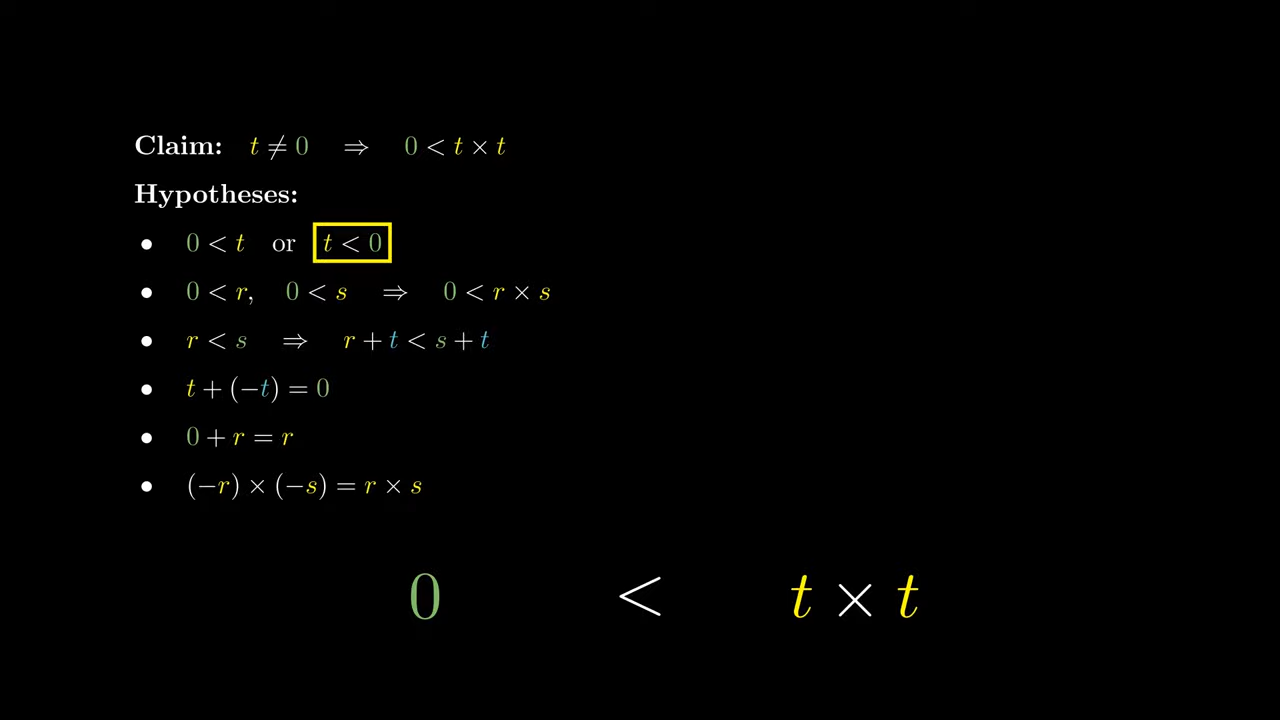 Claim: t ≠ 0 ⇒ 0 < t × t
Hypotheses:
• 0 < t or t < 0
• 0 < r, 0 < s ⇒ 0 < r × s
• r < s ⇒ r + t < s + t
• t + (−t) = 0
• 0 + r = r
• (−r) × (−s) = r × s
0 < t × t